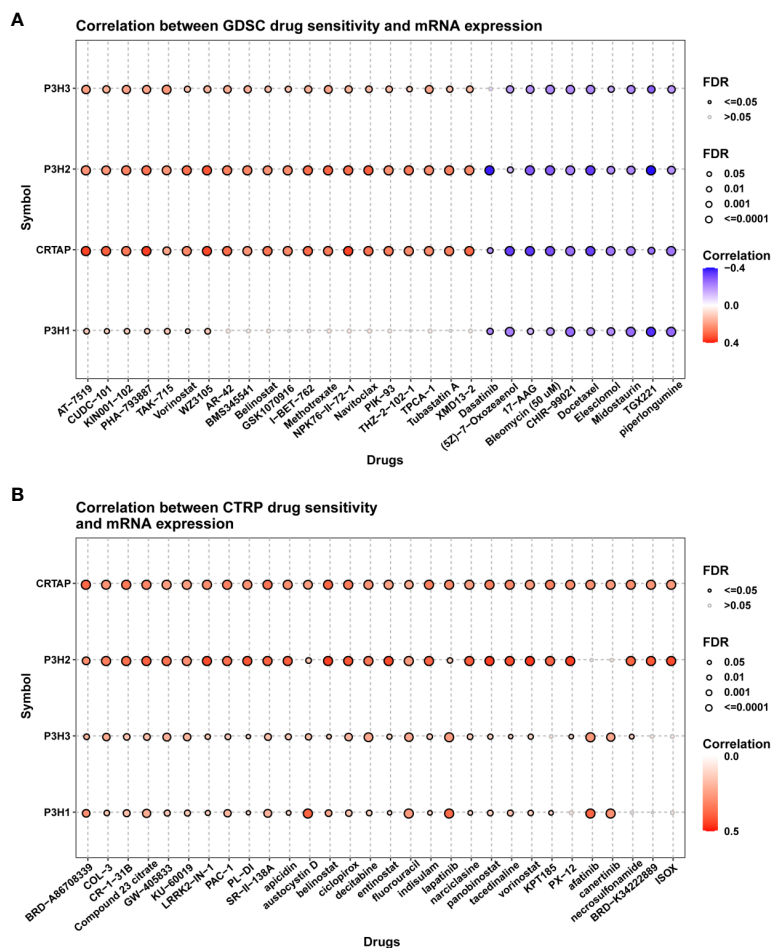 A
Correlation between GDSC drug sensitivity and mRNA expression
P3H3
P3H2
CRTAP
P3H1
Symbol
AT−7519
CUDC−101
KIN001−102
PHA−793887
TAK−715
Vorinostat
WZ3105
AR−42
BMS345541
Belinostat
GSK1070916
I−BET−762
Methotrexate
NPK76−II−72−1
Navitoclax
PIK−93
THZ−2−102−1
TPCA−1
Tubastatin A
XMD13−2
Dasatinib
(5Z)−7−Oxozeaenol
17−AAG
Bleomycin (50 uM)
CHIR−99021
Docetaxel
Elesclomol
Midostaurin
TGX221
piperlongumine
Drugs
FDR
<=0.05
>0.05
FDR
0.05
0.01
0.001
<=0.0001
Correlation
−0.4
0.0
0.4
B
Correlation between CTRP drug sensitivity
and mRNA expression
CRTAP
P3H2
P3H3
P3H1
Symbol
BRD−A86708339
COL−3
CR−1−31B
Compound 23 citrate
GW−405833
KU−60019
LRRK2−IN−1
PAC−1
PL−DI
SR−II−138A
apicidin
austocystin D
belinostat
ciclopirox
decitabine
entinostat
fluorouracil
indisulam
lapatinib
narciclasine
panobinostat
tacedinaline
vorinostat
KPT185
PX−12
afatinib
canertinib
necrosulfonamide
BRD−K34222889
ISOX
Drugs
FDR
<=0.05
>0.05
FDR
0.05
0.01
0.001
<=0.0001
Correlation
0.0
0.5